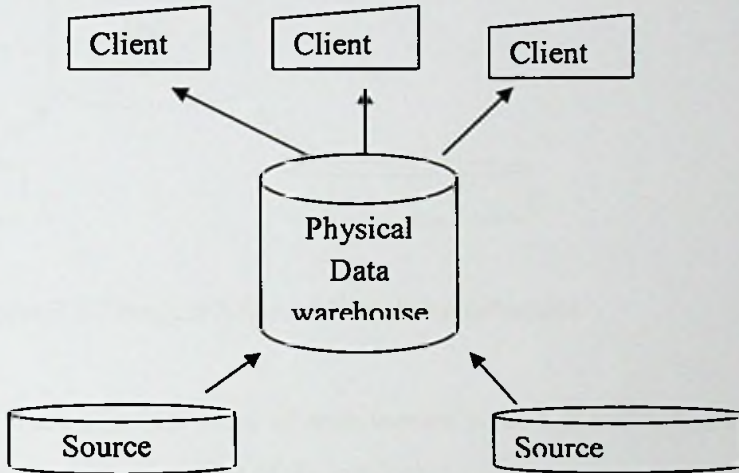 Client
Client
Client
Physical
Data
warehouse
Source
Source